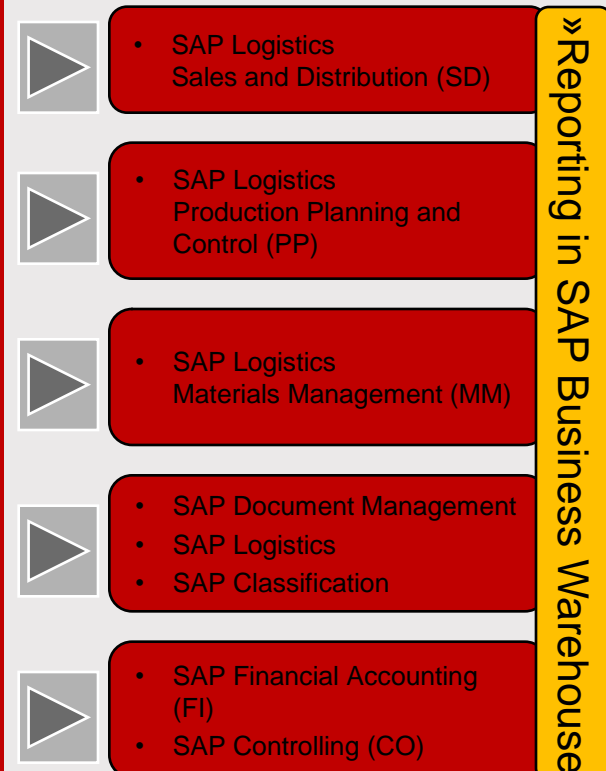 • SAP Logistics
Sales and Distribution (SD)
• SAP Logistics
Production Planning and
Control (PP)
• SAP Logistics
Materials Management (MM)
• SAP Document Management
• SAP Logistics
• SAP Classification
• SAP Financial Accounting
(FI)
• SAP Controlling (CO)
»Reporting in SAP Business Warehouse